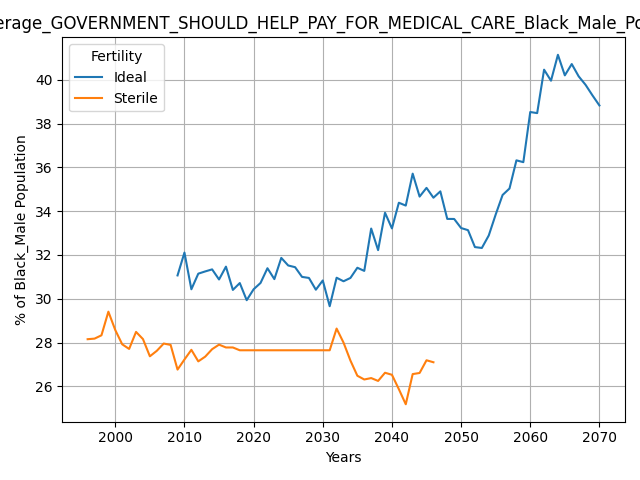 erage_GOVERNMENT_SHOULD_HELP_PAY_FOR_MEDICAL_CARE_Black_Male_Po
Fertility
Ideal
Sterile
% of Black_Male Population
40
38
36
34
32
30
28
26
2000 2010 2020 2030 2040 2050 2060 2070
Years